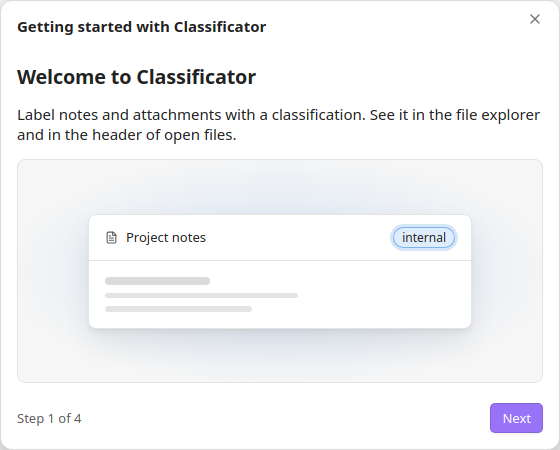 Getting started with Classificator
Welcome to Classificator
Label notes and attachments with a classification. See it in the file explorer
and in the header of open files.
Project notes
internal
Step 1 of 4
Next